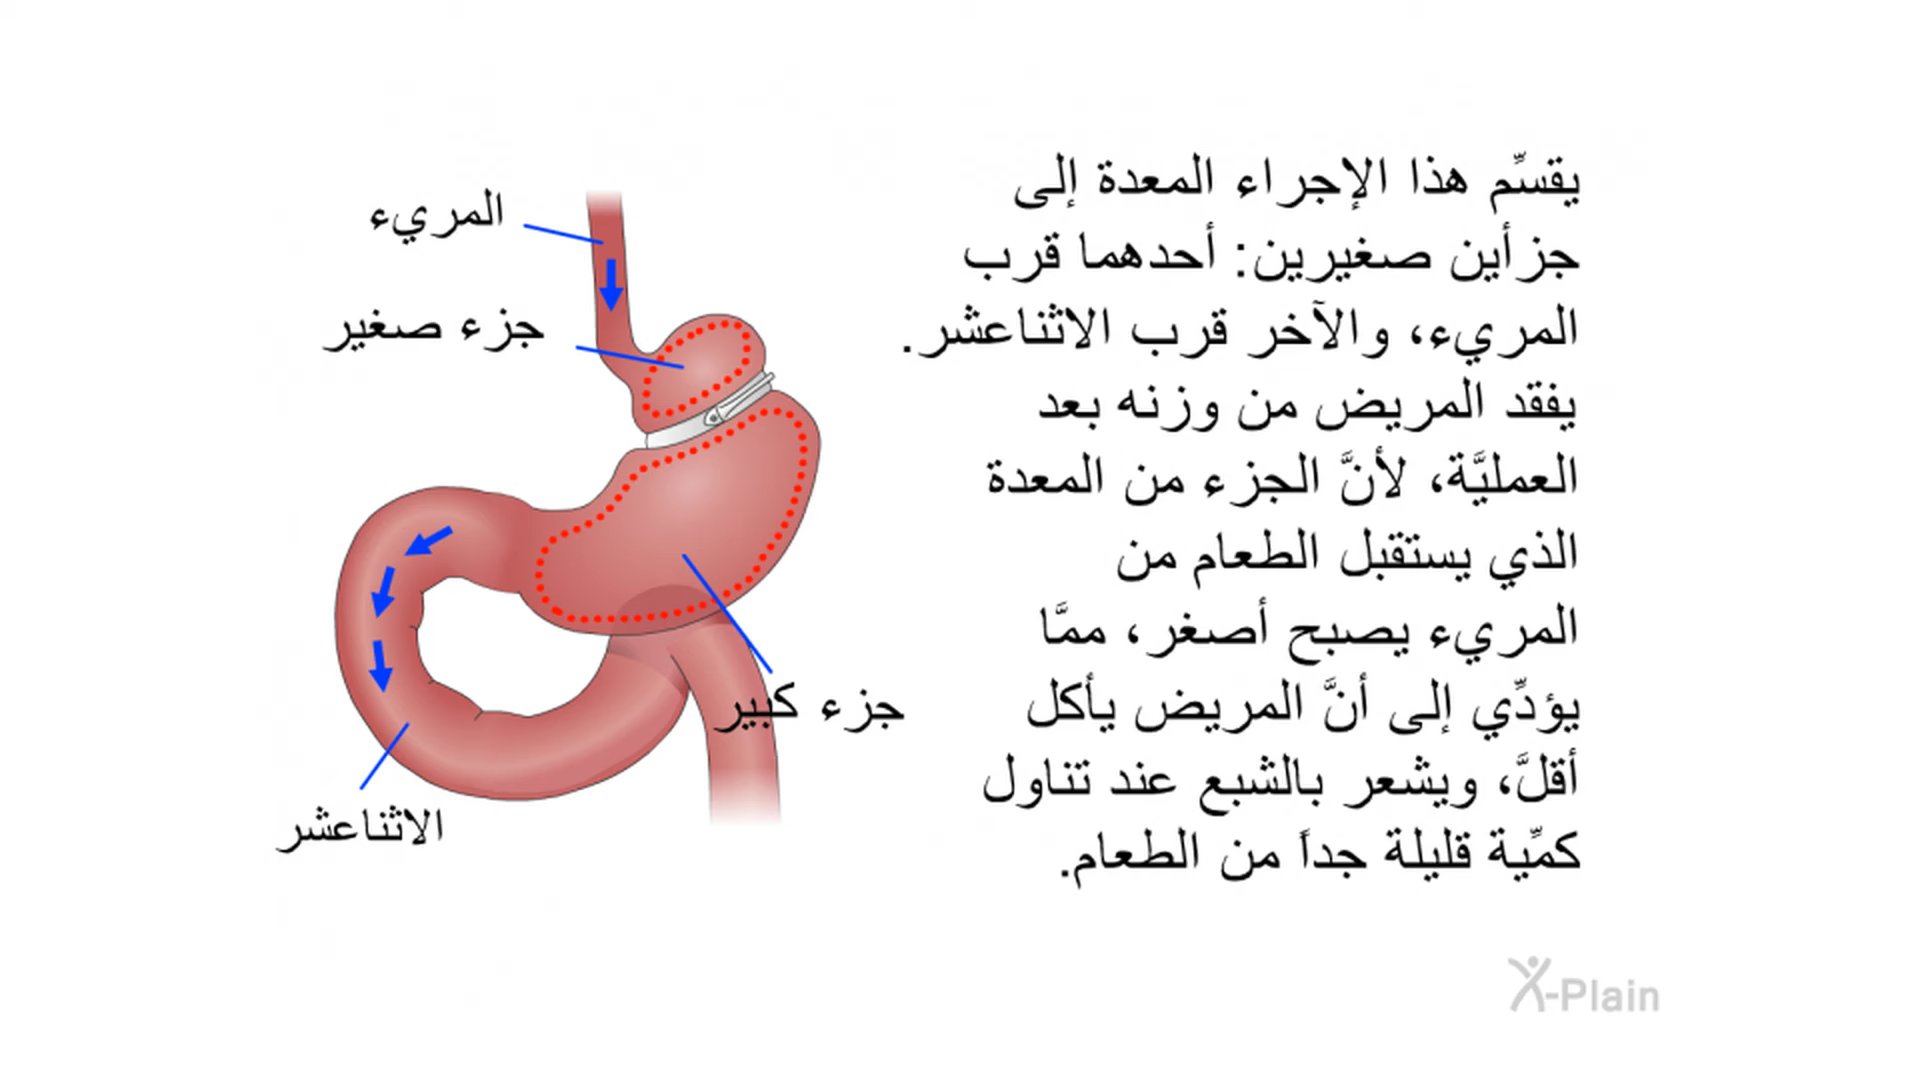 يقسِّم هذا الإجراء المعدة إلى
جزأين صغيرين: أحدهما قرب
المريء، والآخر قرب الاثناعشر.
يفقد المريض من وزنه بعد
العمليَّة، لأنَّ الجزء من المعدة
الذي يستقبل الطعام من
المريء يصبح أصغر، ممَّا
يؤدِّي إلى أنَّ المريض يأكل
أقلَّ، ويشعر بالشبع عند تناول
كمِّية قليلة جداً من الطعام.
المريء
جزء صغير
جزء كبير
الاثناعشر
X-Plain